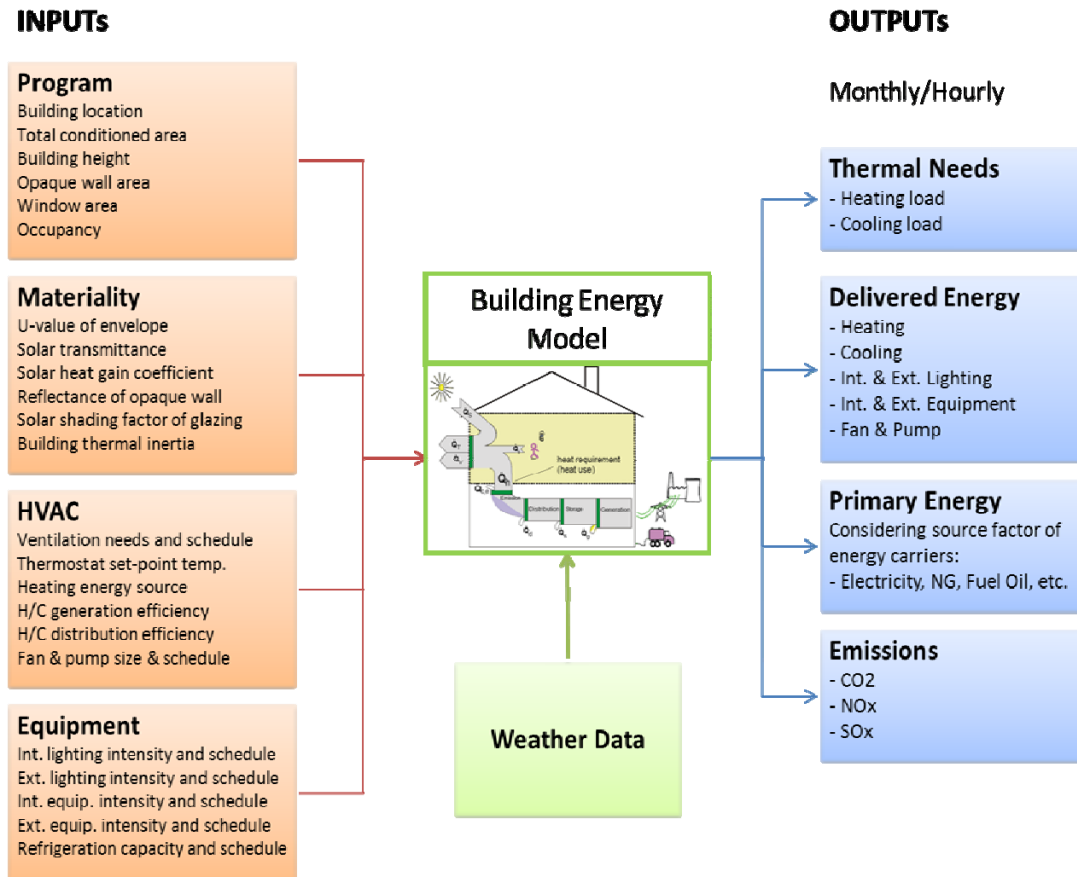 INPUTs
Program
Building location
Total conditioned area
Building height
Opaque wall area
Window area
Occupancy
Materiality
U-value of envelope
Solar transmittance
Solar heat gain coefficient
Reflectance of opaque wall
Solar shading factor of glazing
Building thermal inertia
HVAC
Ventilation needs and schedule
Thermostat set-point temp.
Heating energy source
H/C generation efficiency
H/C distribution efficiency
Fan & pump size & schedule
Equipment
Int. lighting intensity and schedule
Ext. lighting intensity and schedule
Int. equip. intensity and schedule
Ext. equip. intensity and schedule
Refrigeration capacity and schedule
Building Energy
Model
heat requirement
(heat use)
Distribution
Storage
Generation
Weather Data
OUTPUTs
Monthly/Hourly
Thermal Needs
- Heating load
- Cooling load
Delivered Energy
- Heating
- Cooling
- Int. & Ext. Lighting
- Int. & Ext. Equipment
- Fan & Pump
Primary Energy
Considering source factor of
energy carriers:
- Electricity, NG, Fuel Oil, etc.
Emissions
- CO2
- NOx
- SOx